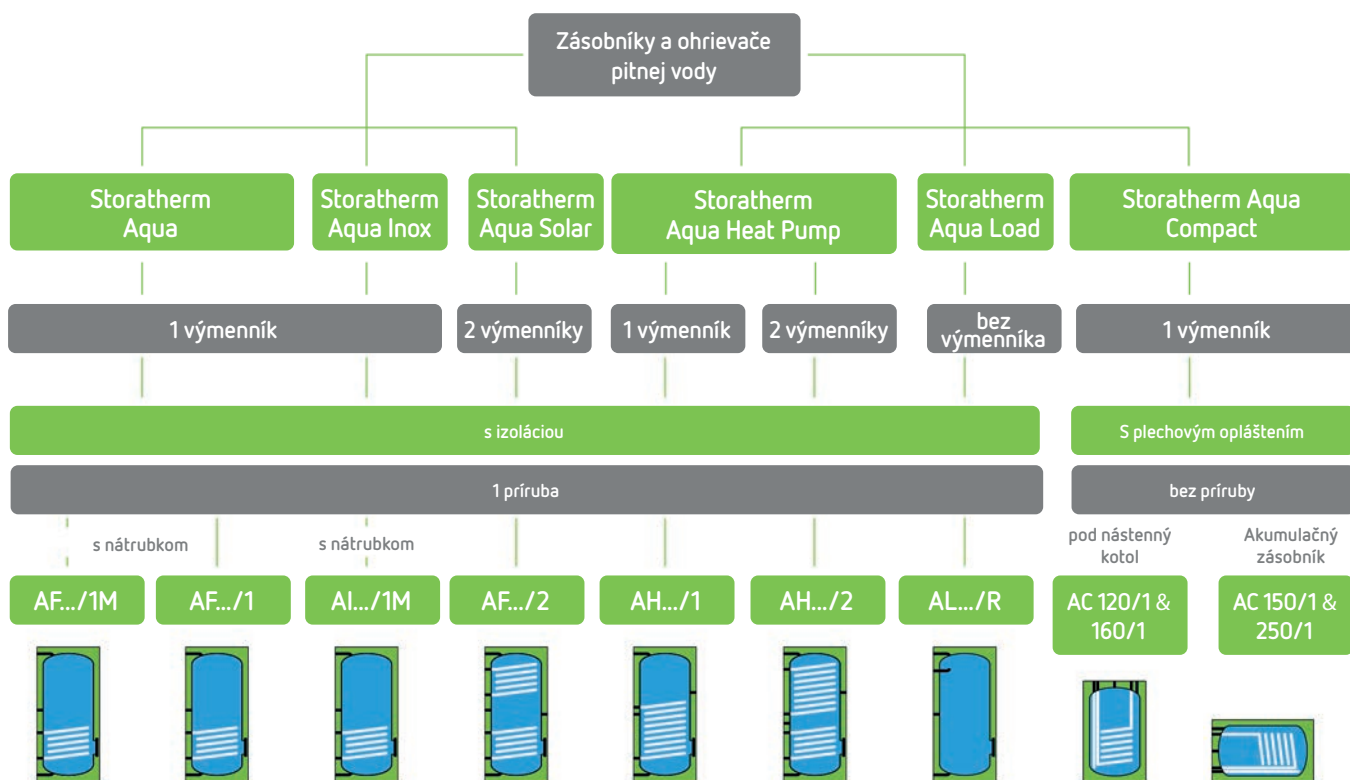 Zásobníky a ohrievače
pitnej vody
Storatherm
Aqua
Storatherm
Aqua Inox
Storatherm
Aqua Solar
Storatherm
Aqua Heat Pump
Storatherm
Aqua Load
Storatherm Aqua
Compact
1 výmenník
2 výmenníky
1 výmenník
2 výmenníky
bez
výmenníka
1 výmenník
s izoláciou
S plechovým opláštením
1 príruba
bez príruby
s nátrubkom
s nátrubkom
pod nástenný
kotol
Akumulačný
zásobník
AF.../1M
AF.../1
AI.../1M
AF.../2
AH.../1
AH.../2
AL.../R
AC 120/1 &
160/1
AC 150/1 &
250/1